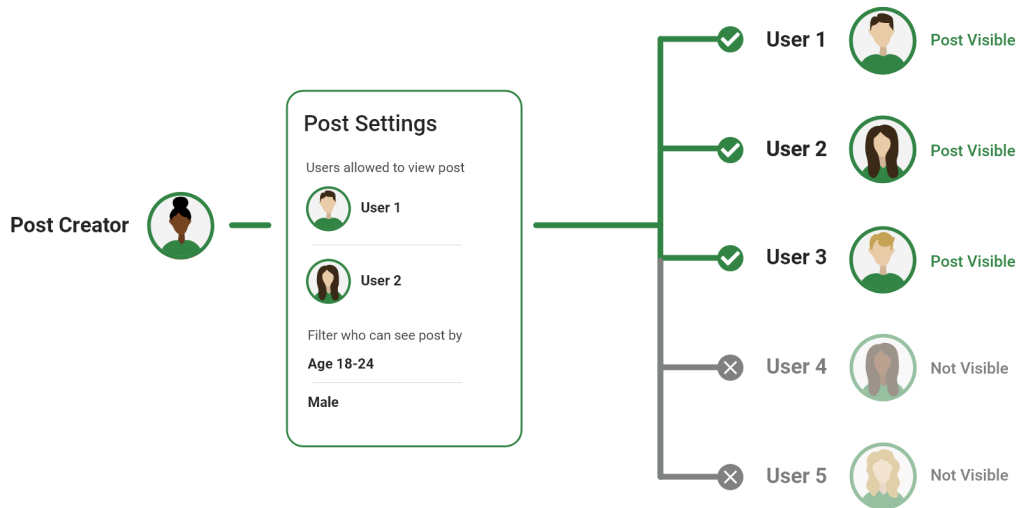 Post Creator
Post Settings
Users allowed to view post
User 1
User 2
Filter who can see post by
Age 18-24
Male
User 1
Post Visible
User 2
Post Visible
User 3
Post Visible
User 4
Not Visible
User 5
Not Visible